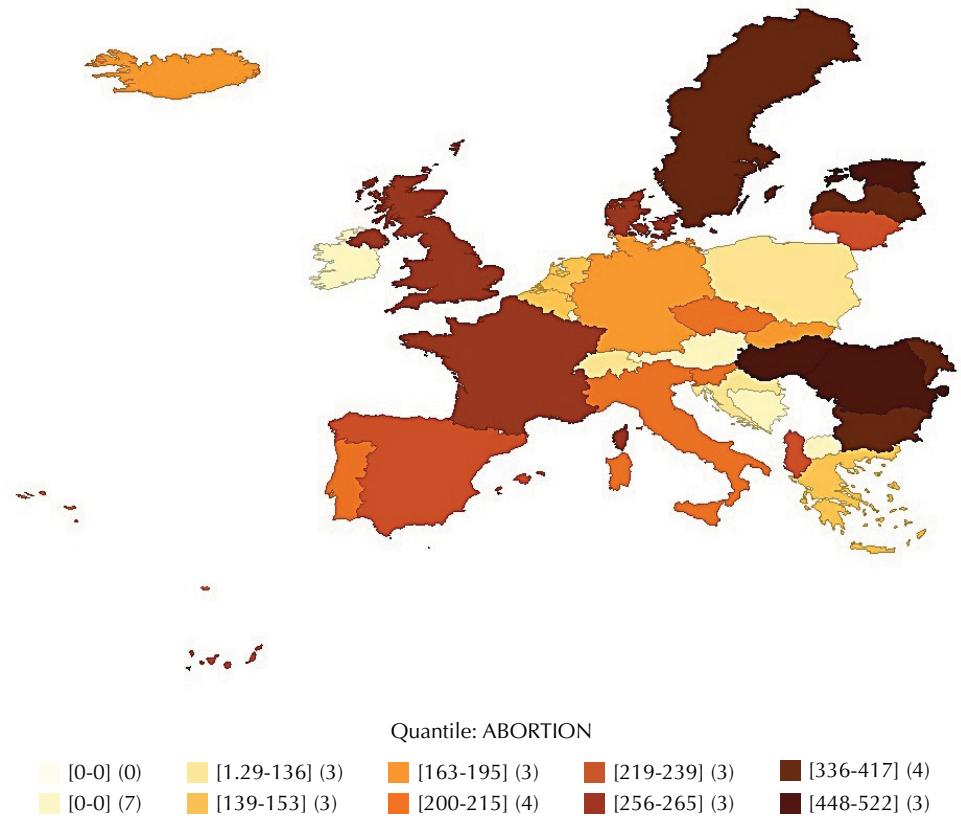 Quantile: ABORTION
[0-0] (0) [1.29-136] (3) [163-195] (3) [219-239] (3) [336-417] (4)
[0-0] (7) [139-153] (3) [200-215] (4) [256-265] (3) [448-522] (3)